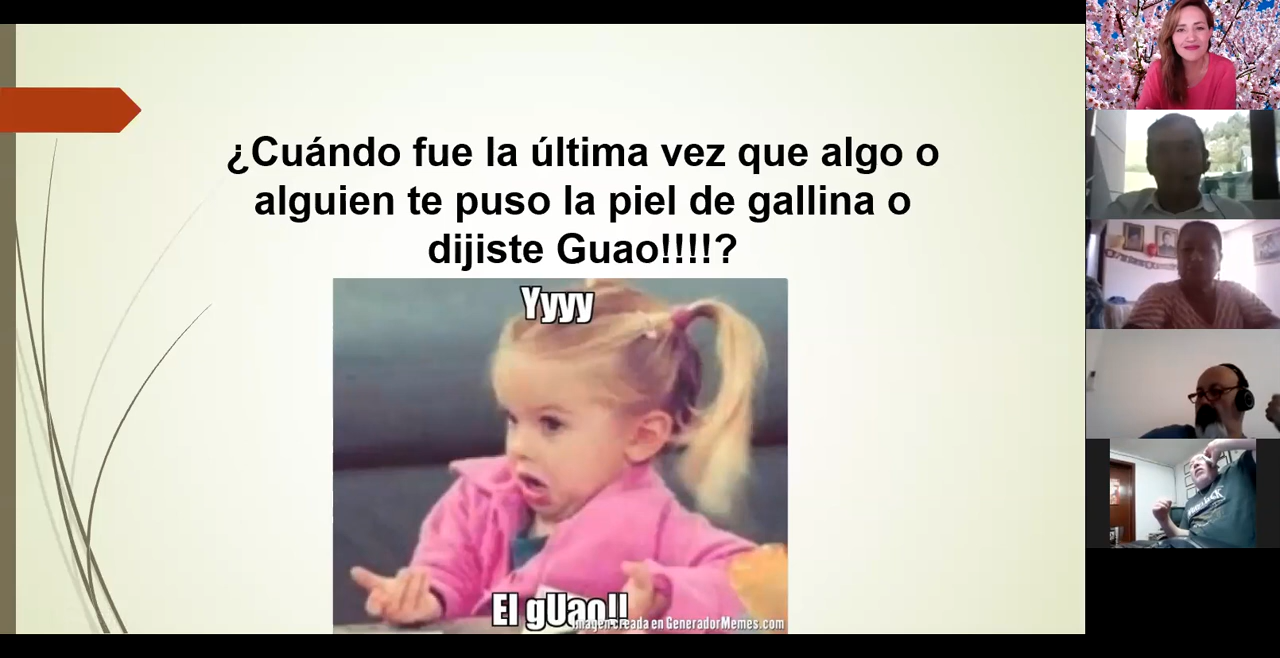 ¿Cuándo fue la última vez que algo o
alguien te puso la piel de gallina o
dijiste Guao!!!!?
Yyyy
El gUao!!
Imagen creada en GeneradorMemes.com